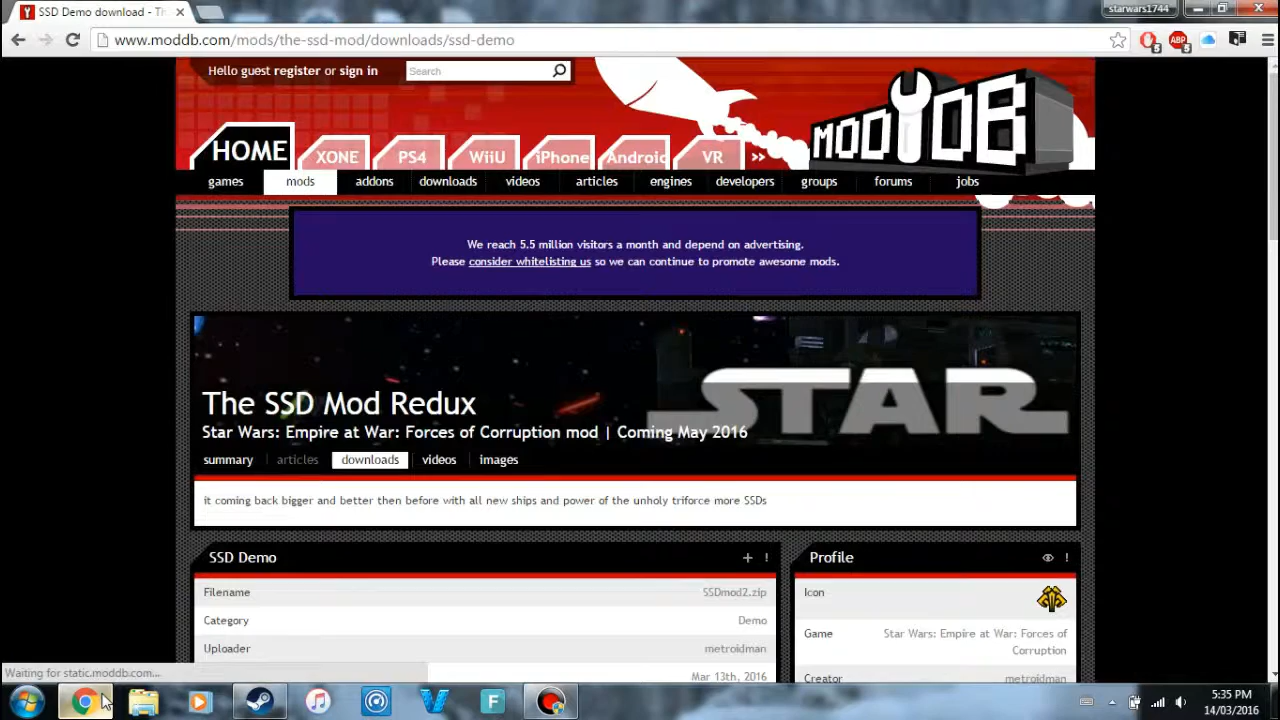 SSD Demo download - Th
starwars1744
www.moddb.com/mods/the-ssd-mod/downloads/ssd-demo
Hello guest register or sign in
Search
MODDB
HOME
XONE
PS4
WiiU
iPhone
Android
VR
»
games
mods
addons
downloads
videos
articles
engines
developers
groups
forums
jobs
We reach 5.5 million visitors a month and depend on advertising.
Please consider whitelisting us so we can continue to promote awesome mods.
STAR
The SSD Mod Redux
Star Wars: Empire at War: Forces of Corruption mod | Coming May 2016
summary
articles
downloads
videos
images
it coming back bigger and better then before with all new ships and power of the unholy triforce more SSDs
SSD Demo
+ !
Filename
SSDmod2.zip
Category
Demo
Uploader
metroidman
Mar 13th, 2016
Profile
!
Icon
Game
Star Wars: Empire at War: Forces of
Corruption
Creator
metroidman
Waiting for static.moddb.com...
5:35 PM
14/03/2016